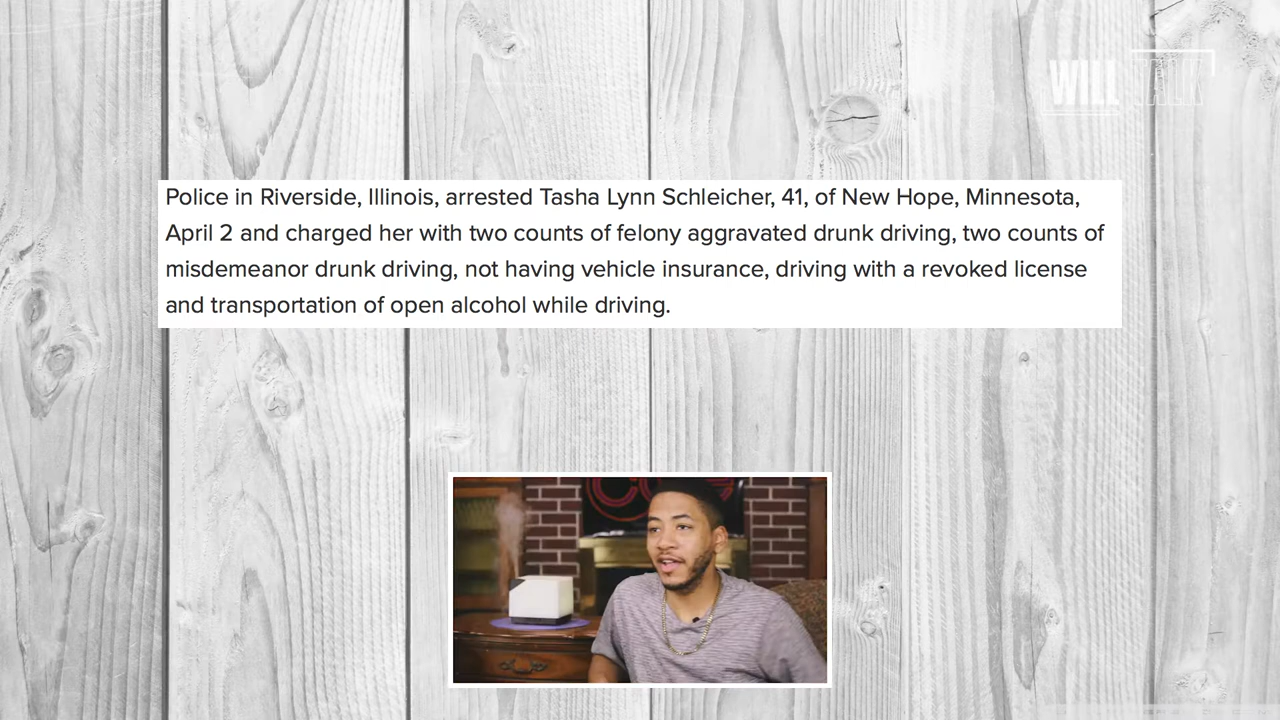 WILL TALK
Police in Riverside, Illinois, arrested Tasha Lynn Schleicher, 41, of New Hope, Minnesota,
April 2 and charged her with two counts of felony aggravated drunk driving, two counts of
misdemeanor drunk driving, not having vehicle insurance, driving with a revoked license
and transportation of open alcohol while driving.